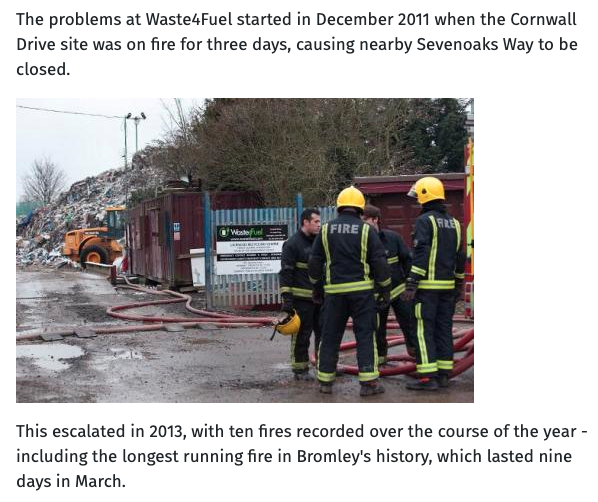 The problems at Waste4Fuel started in December 2011 when the Cornwall
Drive site was on fire for three days, causing nearby Sevenoaks Way to be
closed.
Waste4Fuel
FIRE
FIRE
This escalated in 2013, with ten fires recorded over the course of the year -
including the longest running fire in Bromley's history, which lasted nine
days in March.